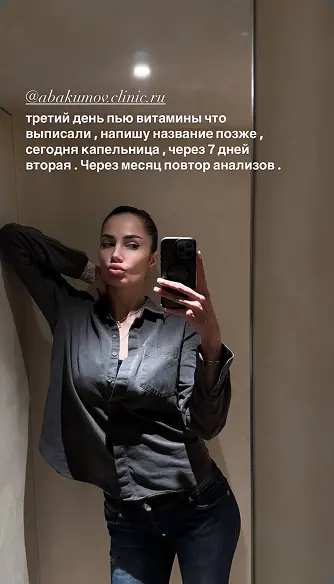 @abakumov.clinic.ru
третий день пью витамины что
выписали , напишу название позже ,
сегодня капельница , через 7 дней
вторая . Через месяц повтор анализов .